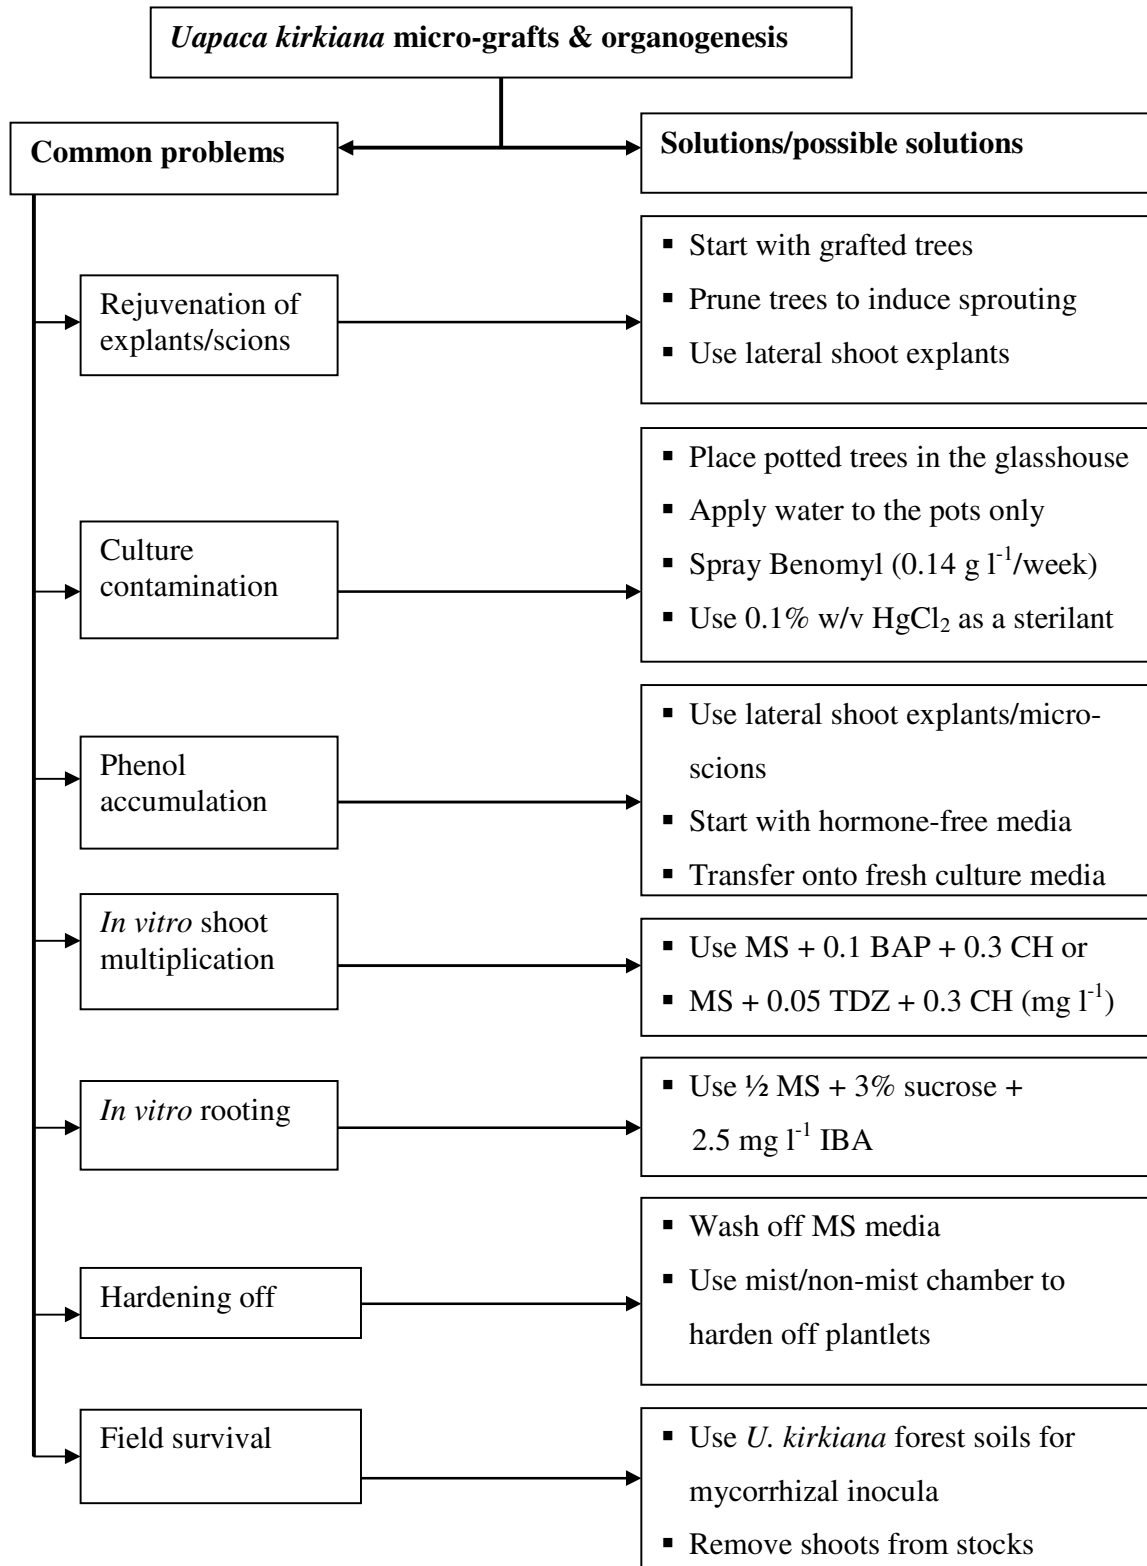 Uapaca kirkiana micro-grafts & organogenesis
Common problems
Solutions/possible solutions
Rejuvenation of
explants/scions
▪ Start with grafted trees
▪ Prune trees to induce sprouting
▪ Use lateral shoot explants
Culture
contamination
▪ Place potted trees in the glasshouse
▪ Apply water to the pots only
▪ Spray Benomyl (0.14 g l⁻¹/week)
▪ Use 0.1% w/v HgCl₂ as a sterilant
Phenol
accumulation
▪ Use lateral shoot explants/micro-
scions
▪ Start with hormone-free media
▪ Transfer onto fresh culture media
In vitro shoot
multiplication
▪ Use MS + 0.1 BAP + 0.3 CH or
▪ MS + 0.05 TDZ + 0.3 CH (mg l⁻¹)
In vitro rooting
▪ Use ½ MS + 3% sucrose +
2.5 mg l⁻¹ IBA
Hardening off
▪ Wash off MS media
▪ Use mist/non-mist chamber to
harden off plantlets
Field survival
▪ Use U. kirkiana forest soils for
mycorrhizal inocula
▪ Remove shoots from stocks